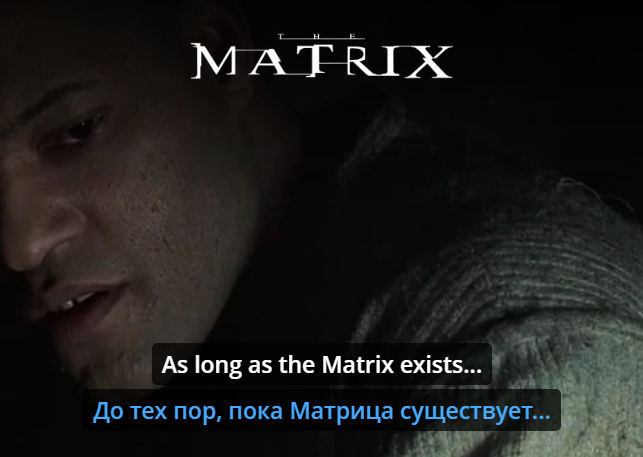 THE
MATRIX
As long as the Matrix exists...
До тех пор, пока Матрица существует...